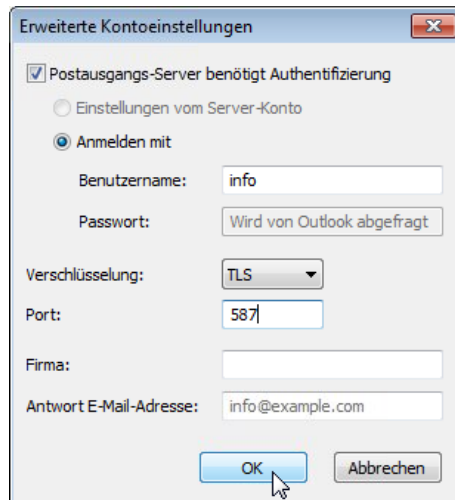 Erweiterte Kontoeinstellungen
Postausgangs-Server benötigt Authentifizierung
Einstellungen vom Server-Konto
Anmelden mit
Benutzername: info
Passwort: Wird von Outlook abgefragt
Verschlüsselung: TLS
Port: 587
Firma:
Antwort E-Mail-Adresse: info@example.com
OK Abbrechen